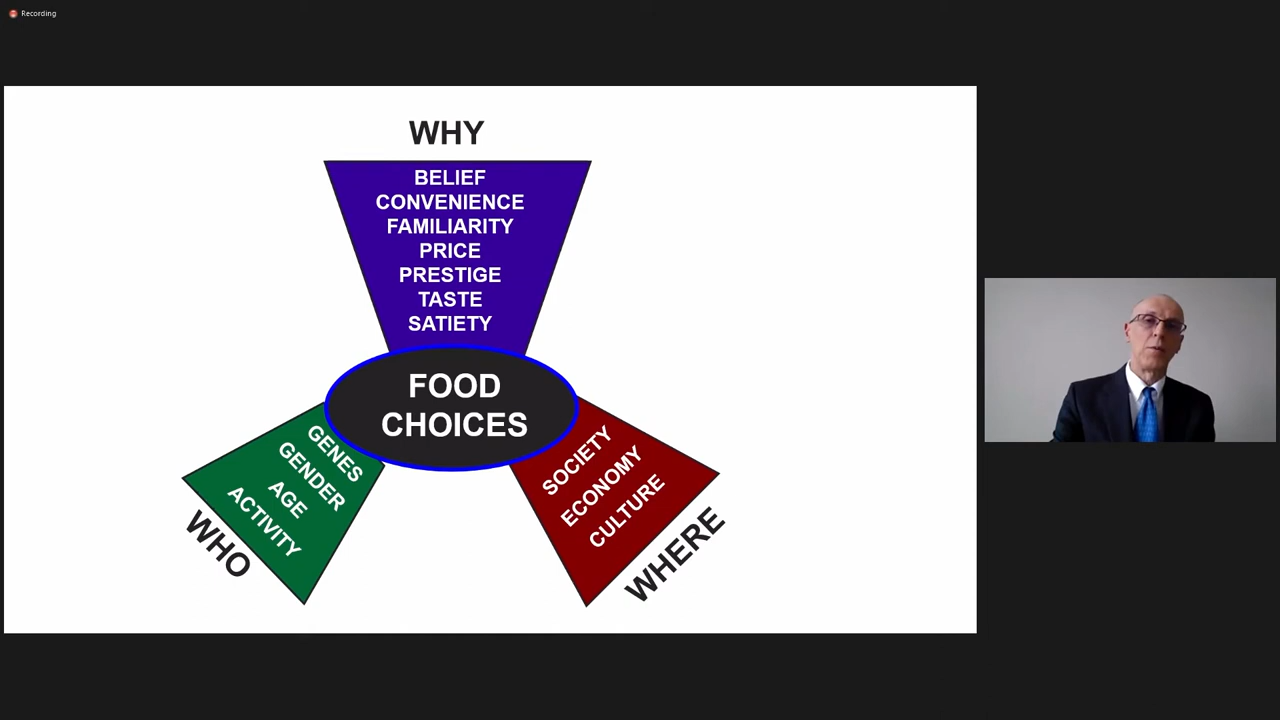 Recording
WHY
BELIEF
CONVENIENCE
FAMILIARITY
PRICE
PRESTIGE
TASTE
SATIETY
FOOD
CHOICES
GENES
GENDER
AGE
ACTIVITY
WHO
SOCIETY
ECONOMY
CULTURE
WHERE